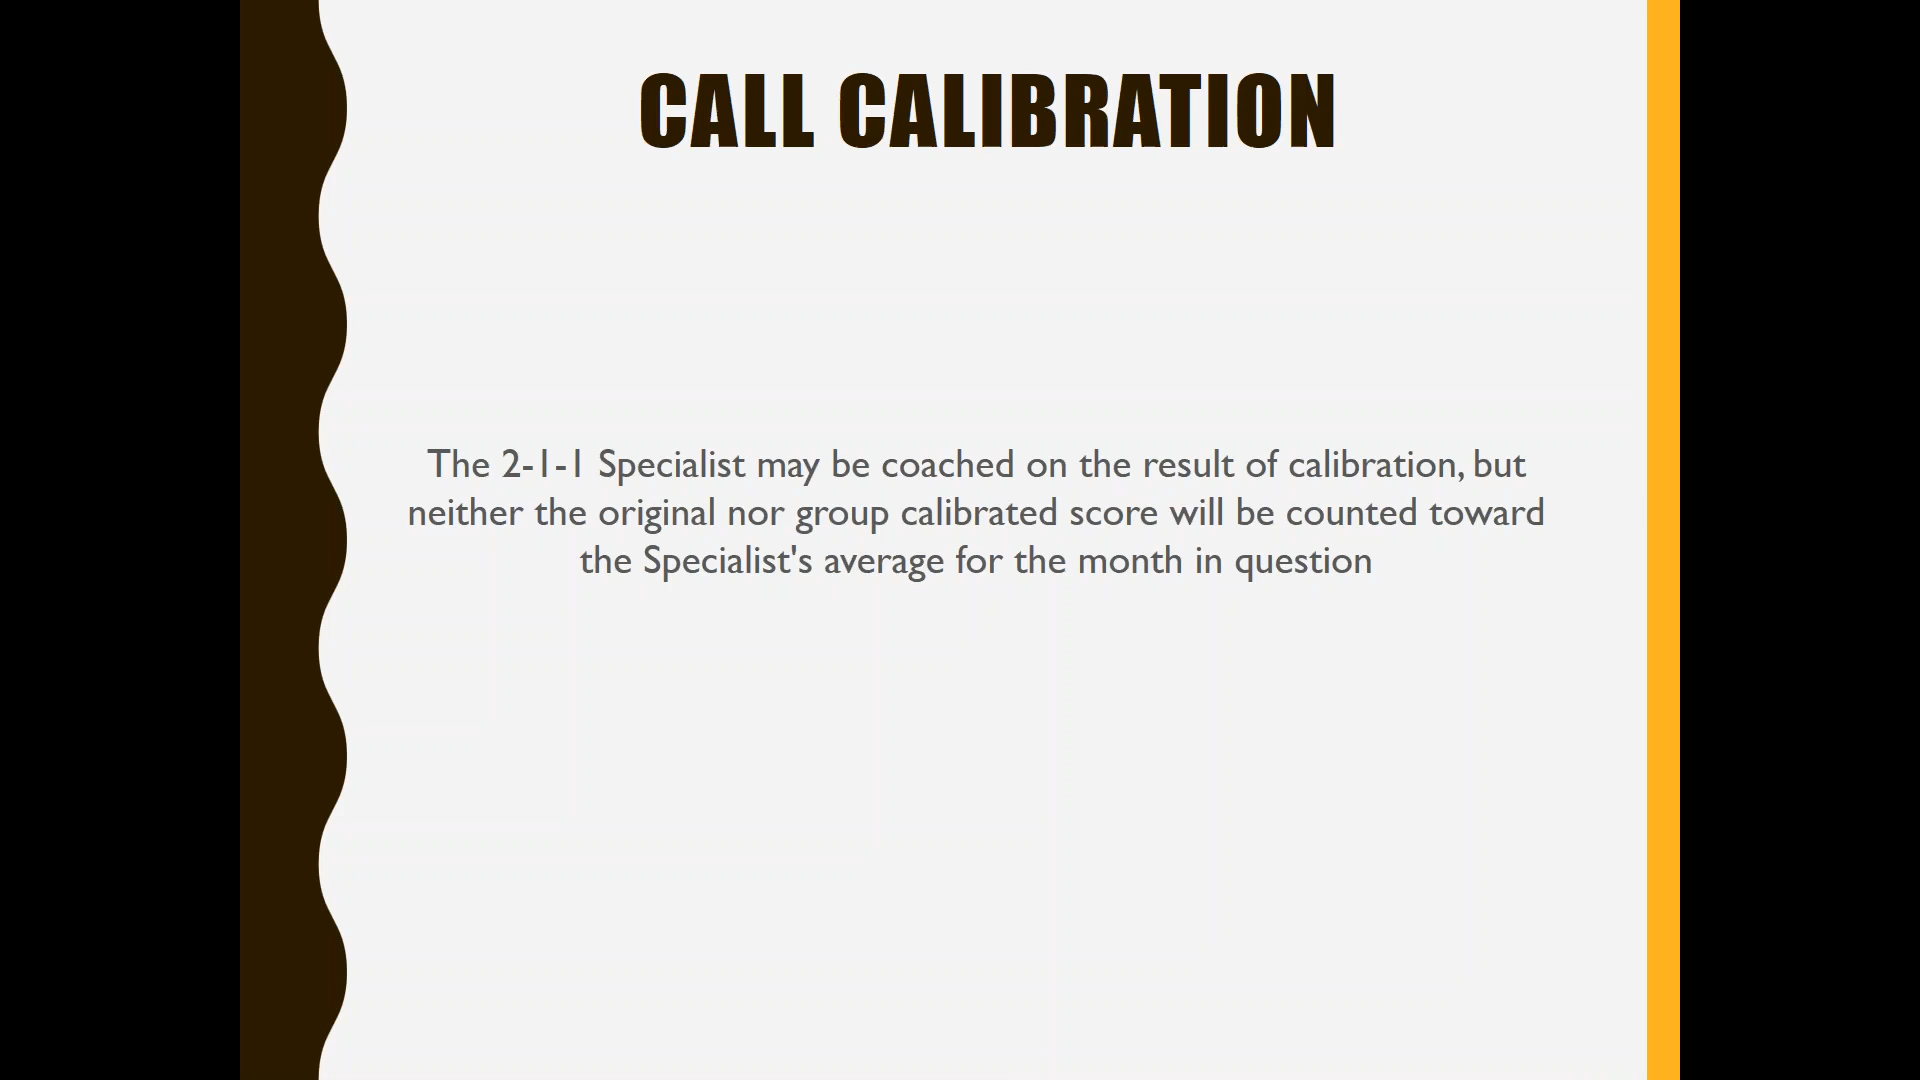 CALL CALIBRATION
The 2-1-1 Specialist may be coached on the result of calibration, but
neither the original nor group calibrated score will be counted toward
the Specialist's average for the month in question